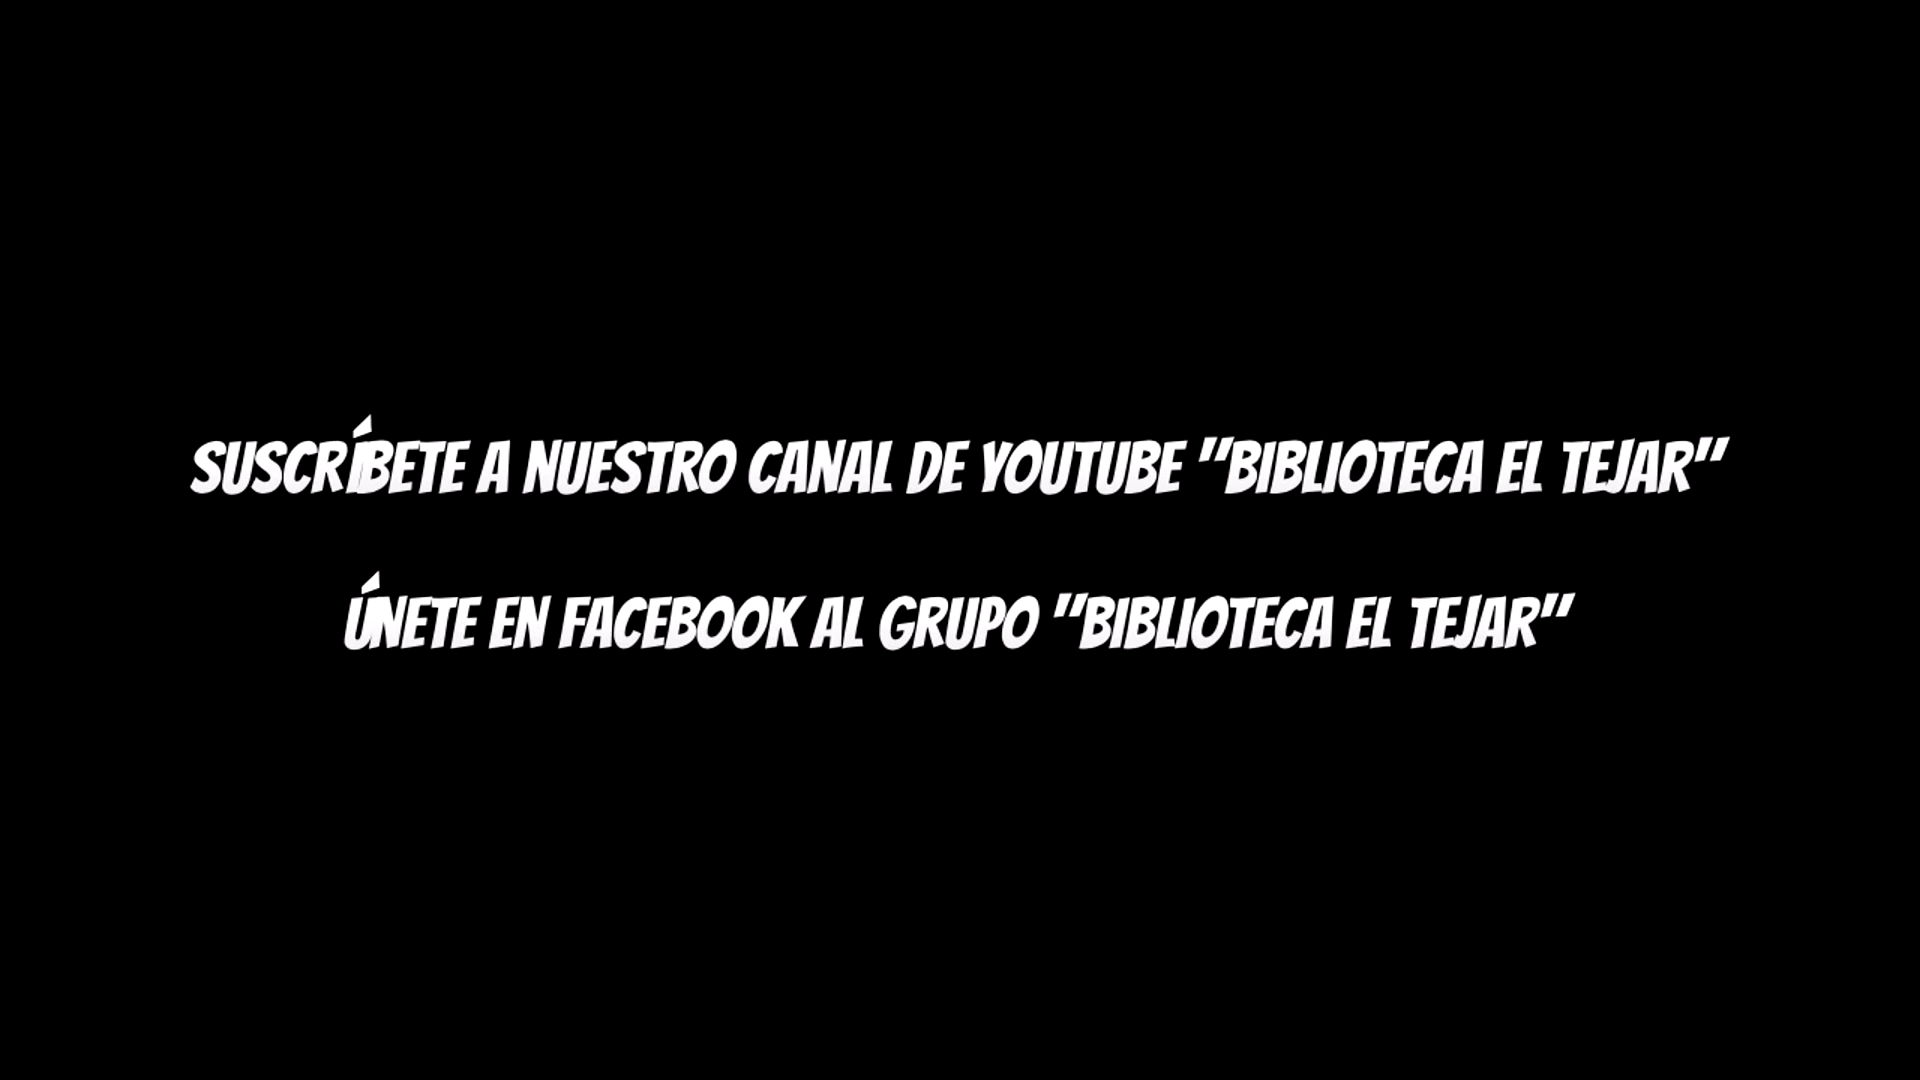 SUSCRÍBETE A NUESTRO CANAL DE YOUTUBE "BIBLIOTECA EL TEJAR"
ÚNETE EN FACEBOOK AL GRUPO "BIBLIOTECA EL TEJAR"